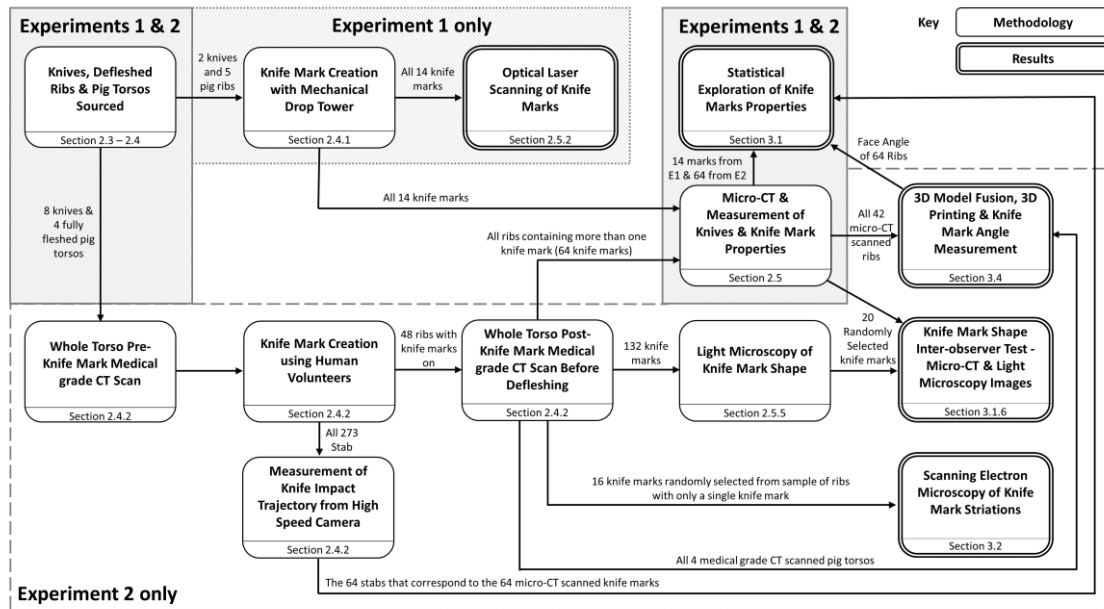 Experiments 1 & 2
Experiment 1 only
Experiments 1 & 2
Key
Methodology
Results
Knives, Defleshed
Ribs & Pig Torsos
Sourced
Section 2.3 – 2.4
2 knives
and 5
pig ribs
Knife Mark Creation
with Mechanical
Drop Tower
Section 2.4.1
All 14 knife
marks
Optical Laser
Scanning of Knife
Marks
Section 2.5.2
Statistical
Exploration of Knife
Marks Properties
Section 3.1
Face Angle
of 64 Ribs
14 marks from
E1 & 64 from E2
All 14 knife marks
8 knives &
4 fully
fleshed pig
torsos
Micro-CT &
Measurement of
Knives & Knife Mark
Properties
Section 2.5
All 42
micro-CT
scanned
ribs
3D Model Fusion, 3D
Printing & Knife
Mark Angle
Measurement
Section 3.4
All ribs containing more than one
knife mark (64 knife marks)
Whole Torso Pre-
Knife Mark Medical
grade CT Scan
Section 2.4.2
Knife Mark Creation
using Human
Volunteers
Section 2.4.2
48 ribs with
knife marks
on
Whole Torso Post-
Knife Mark Medical
grade CT Scan Before
Defleshing
Section 2.4.2
132 knife
marks
Light Microscopy of
Knife Mark Shape
Section 2.5.5
20
Randomly
Selected
knife marks
Knife Mark Shape
Inter-observer Test -
Micro-CT & Light
Microscopy Images
Section 3.1.6
All 273
Stab
Measurement of
Knife Impact
Trajectory from High
Speed Camera
Section 2.4.2
16 knife marks randomly selected from sample of ribs
with only a single knife mark
Scanning Electron
Microscopy of Knife
Mark Striations
Section 3.2
All 4 medical grade CT scanned pig torsos
The 64 stabs that correspond to the 64 micro-CT scanned knife marks
Experiment 2 only